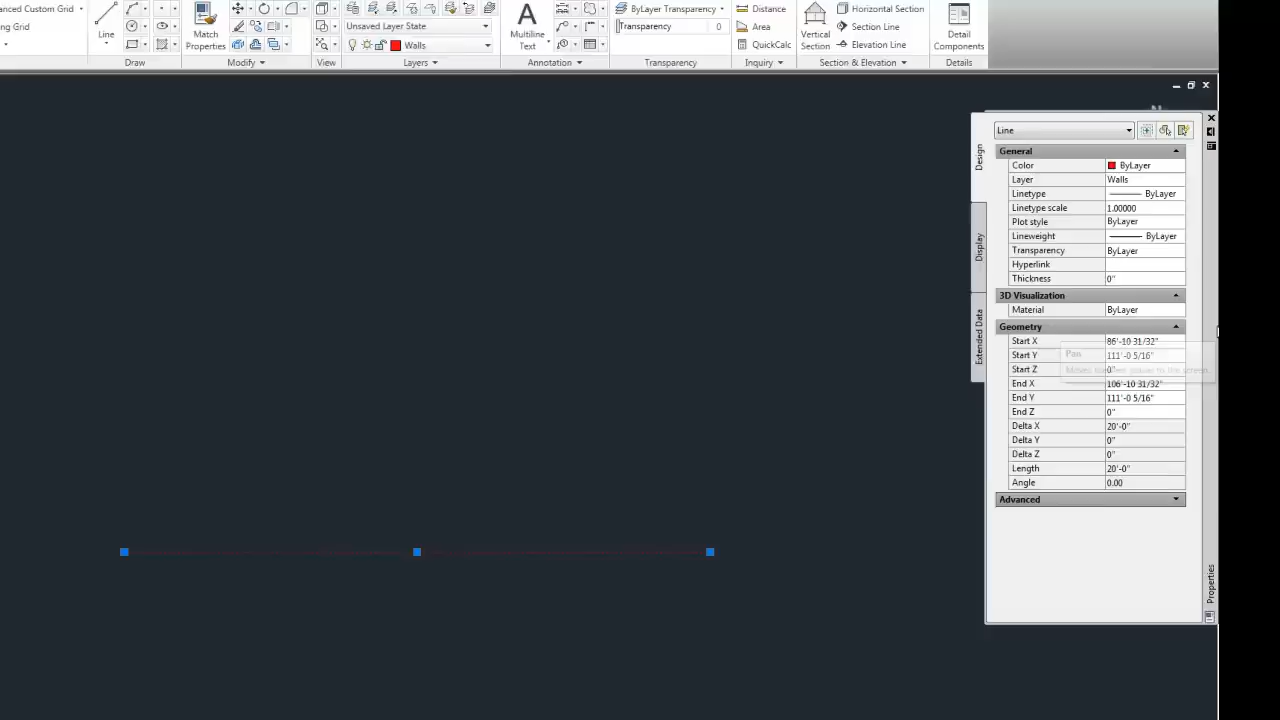 anced Custom Grid
ng Grid
Line
Draw
Match
Properties
Modify
View
Unsaved Layer State
Walls
Layers
A
Multiline
Text
Annotation
ByLayer Transparency
Transparency 0
Transparency
Distance
Area
QuickCalc
Inquiry
Vertical
Section
Horizontal Section
Section Line
Elevation Line
Section & Elevation
Detail
Components
Details
Line
Design
Display
Extended Data
Properties
General
Color ByLayer
Layer Walls
Linetype ByLayer
Linetype scale 1.00000
Plot style ByLayer
Lineweight ByLayer
Transparency ByLayer
Hyperlink
Thickness 0"
3D Visualization
Material ByLayer
Geometry
Start X 86'-10 31/32"
Start Y 111'-0 5/16"
Start Z 0"
Pan
End X 106'-10 31/32"
End Y 111'-0 5/16"
End Z 0"
Delta X 20'-0"
Delta Y 0"
Delta Z 0"
Length 20'-0"
Angle 0.00
Advanced